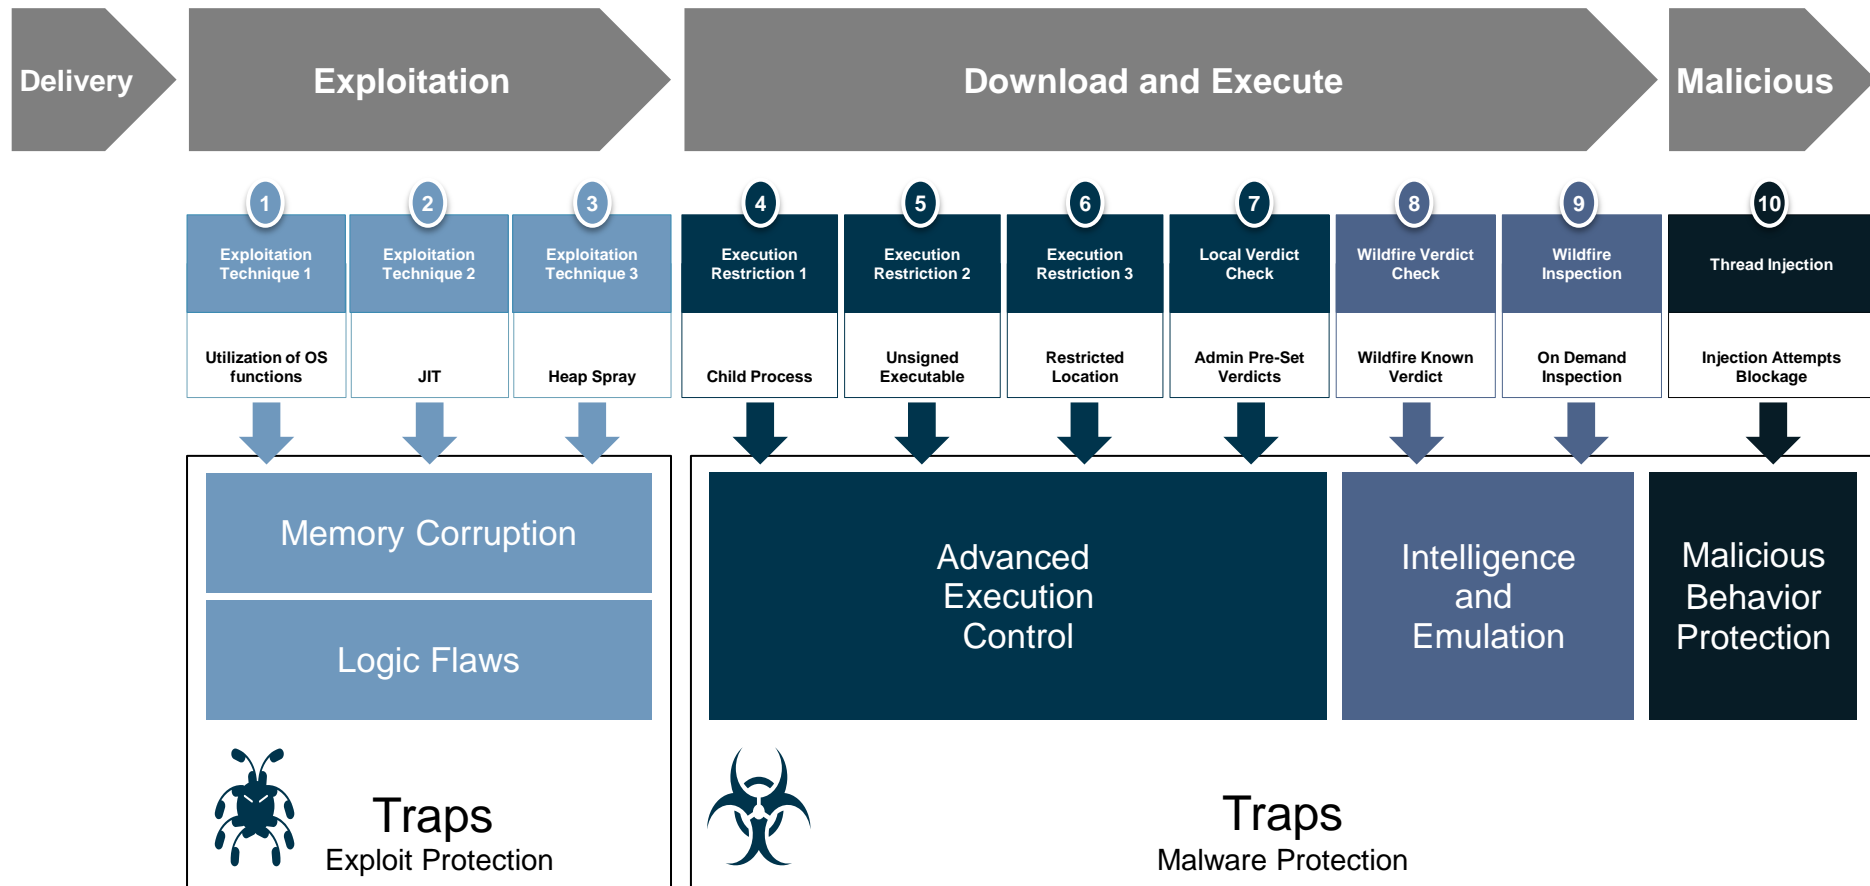 Delivery
Exploitation
Download and Execute
Malicious
1
2
3
4
5
6
7
8
9
10
Exploitation
Technique 1
Exploitation
Technique 2
Exploitation
Technique 3
Execution
Restriction 1
Execution
Restriction 2
Execution
Restriction 3
Local Verdict
Check
Wildfire Verdict
Check
Wildfire
Inspection
Thread Injection
Utilization of OS
functions
JIT
Heap Spray
Child Process
Unsigned
Executable
Restricted
Location
Admin Pre-Set
Verdicts
Wildfire Known
Verdict
On Demand
Inspection
Injection Attempts
Blockage
Memory Corruption
Logic Flaws
Advanced
Execution
Control
Intelligence
and
Emulation
Malicious
Behavior
Protection
Traps
Exploit Protection
Traps
Malware Protection